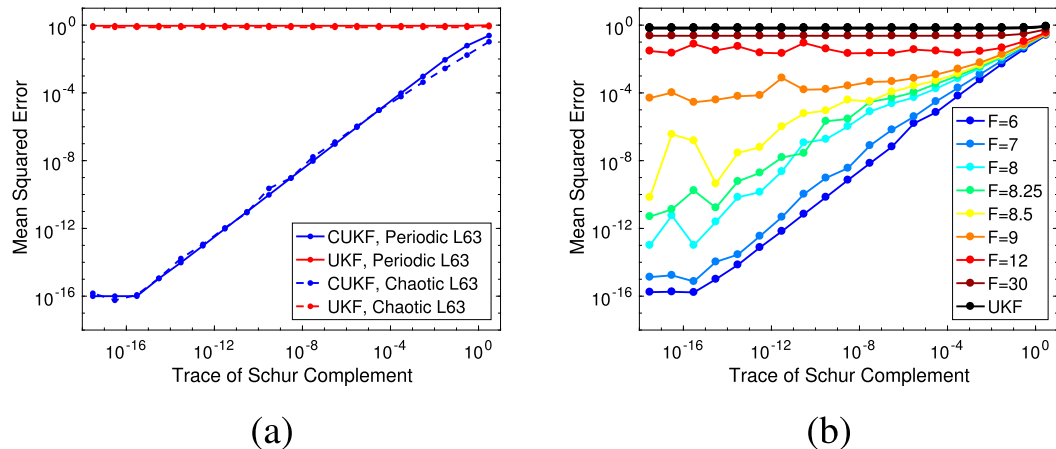 10^0
10^-4
10^-8
10^-12
10^-16
Mean Squared Error
CUKF, Periodic L63
UKF, Periodic L63
CUKF, Chaotic L63
UKF, Chaotic L63
10^-16 10^-12 10^-8 10^-4 10^0
Trace of Schur Complement
(a)
10^0
10^-4
10^-8
10^-12
10^-16
Mean Squared Error
F=6
F=7
F=8
F=8.25
F=8.5
F=9
F=12
F=30
UKF
10^-16 10^-12 10^-8 10^-4 10^0
Trace of Schur Complement
(b)